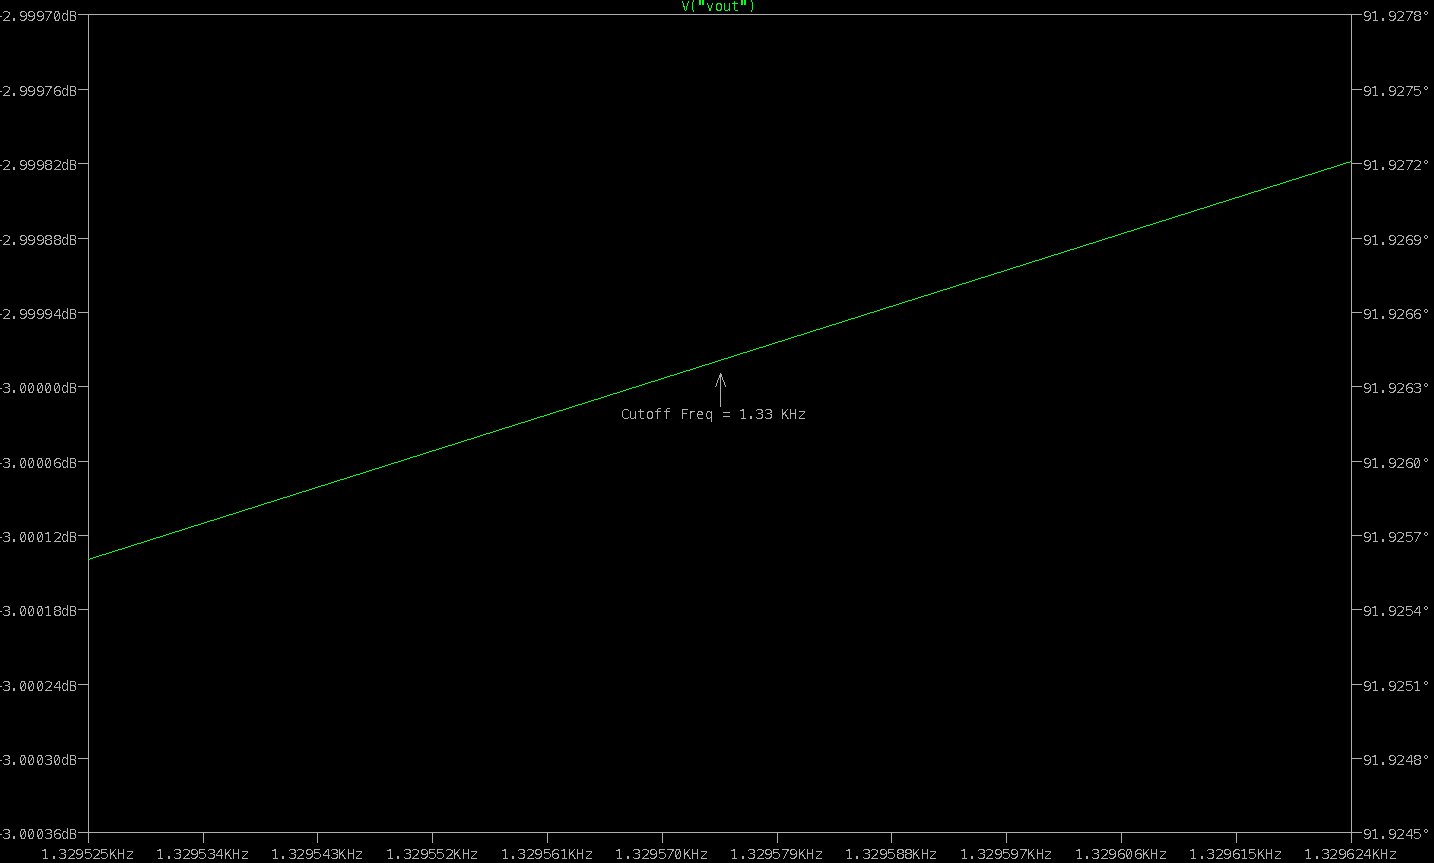 V("vout")
-2.99970dB
-2.99976dB
-2.99982dB
-2.99988dB
-2.99994dB
-3.00000dB
-3.00006dB
-3.00012dB
-3.00018dB
-3.00024dB
-3.00030dB
-3.00036dB
91.9278°
91.9275°
91.9272°
91.9269°
91.9266°
91.9263°
91.9260°
91.9257°
91.9254°
91.9251°
91.9248°
91.9245°
Cutoff Freq = 1.33 KHz
1.329525KHz 1.329534KHz 1.329543KHz 1.329552KHz 1.329561KHz 1.329570KHz 1.329579KHz 1.329588KHz 1.329597KHz 1.329606KHz 1.329615KHz 1.329624KHz